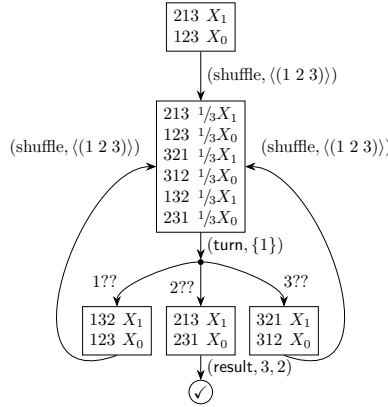 213 X₁
123 X₀
(shuffle, ⟨(1 2 3)⟩)
213 ¹/₃X₁
123 ¹/₃X₀
321 ¹/₃X₁
312 ¹/₃X₀
132 ¹/₃X₁
231 ¹/₃X₀
(shuffle, ⟨(1 2 3)⟩)
(shuffle, ⟨(1 2 3)⟩)
(turn, {1})
1??
2??
3??
132 X₁
123 X₀
213 X₁
231 X₀
321 X₁
312 X₀
(result, 3, 2)
✓